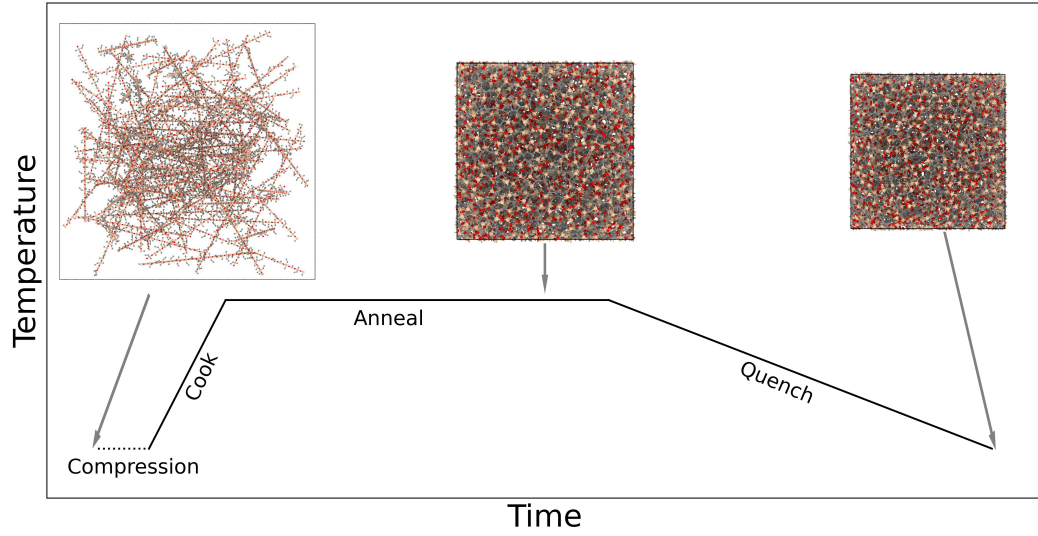 Temperature
Cook
Anneal
Quench
Compression
Time